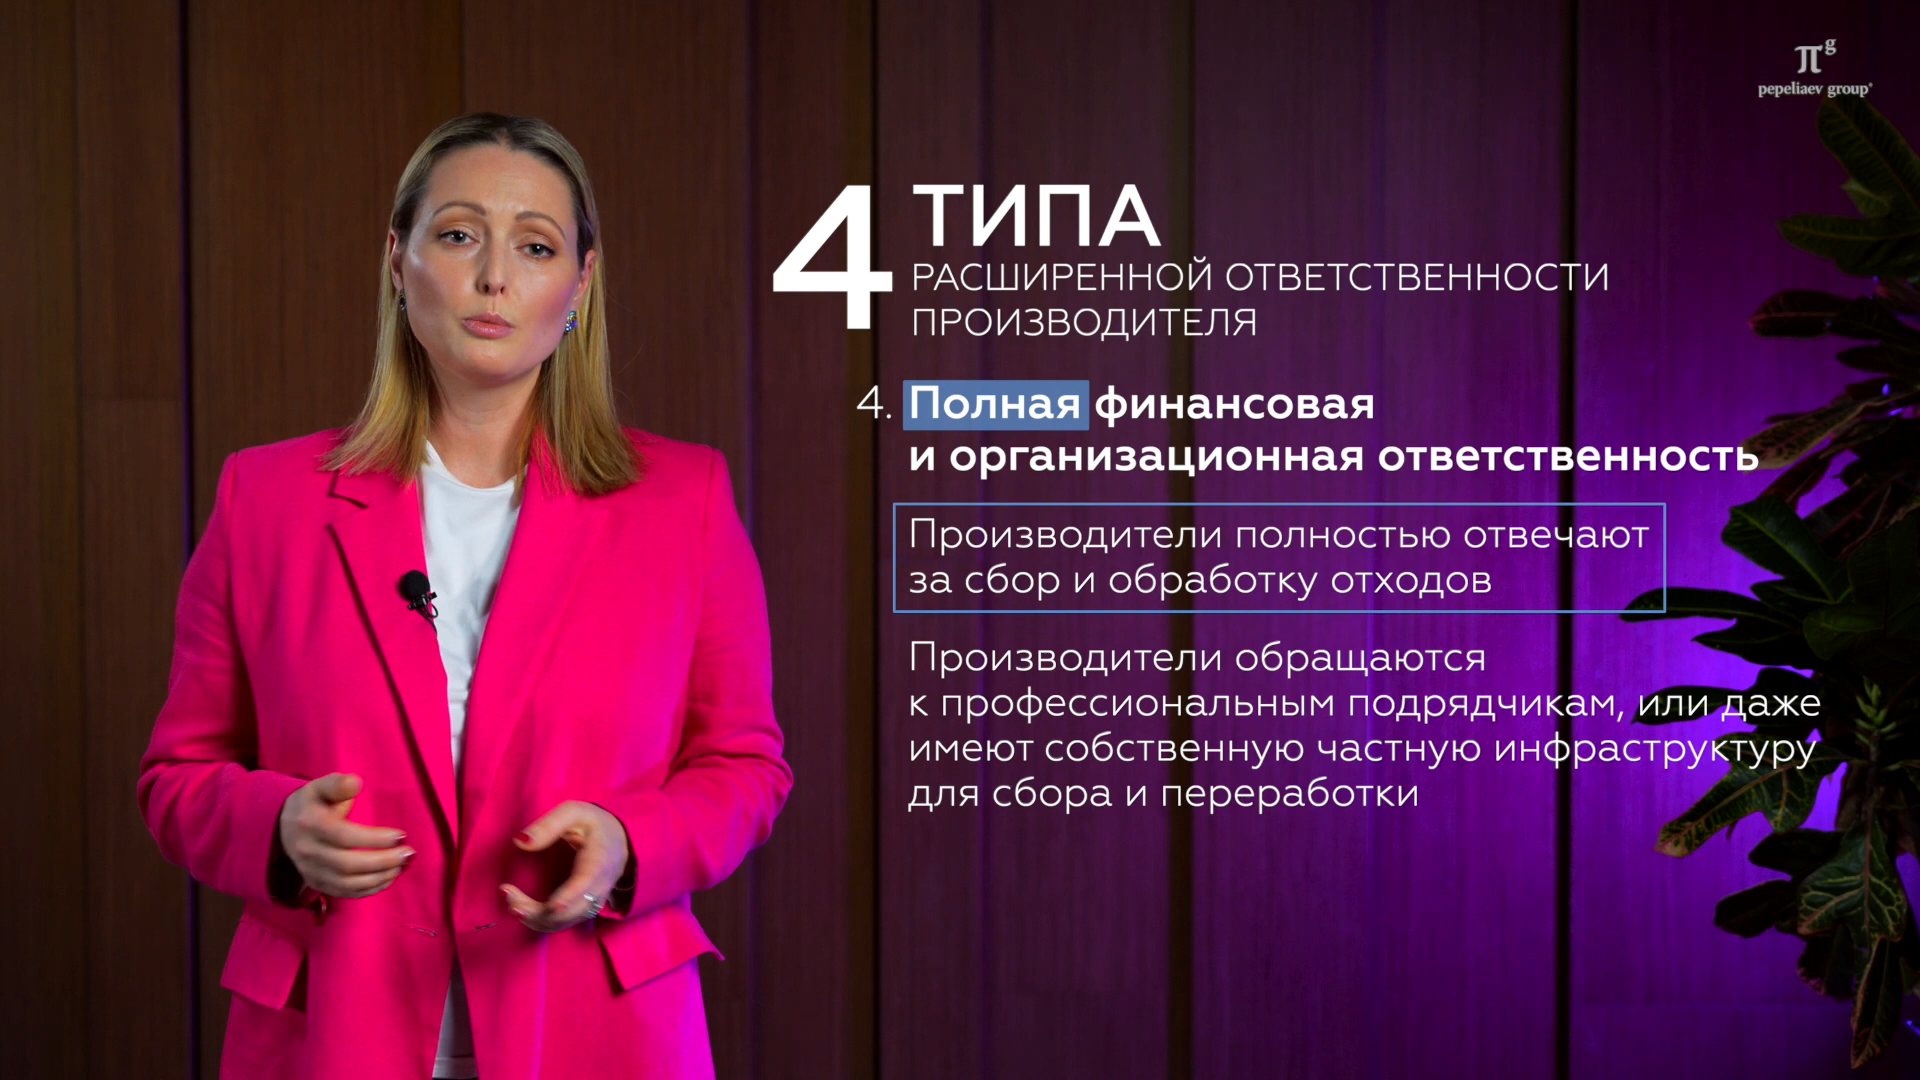 πg
pepeliaev group®
4 ТИПА
РАСШИРЕННОЙ ОТВЕТСТВЕННОСТИ
ПРОИЗВОДИТЕЛЯ
4. Полная финансовая
и организационная ответственность
Производители полностью отвечают
за сбор и обработку отходов
Производители обращаются
к профессиональным подрядчикам, или даже
имеют собственную частную инфраструктуру
для сбора и переработки